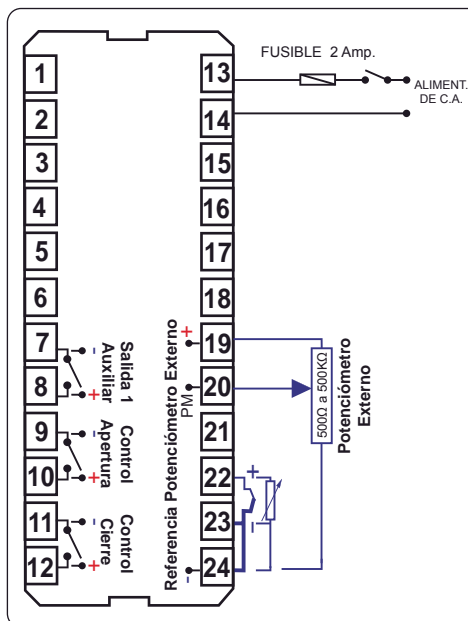 FUSIBLE 2 Amp.
ALIMENT.
DE C.A.
1
2
3
4
5
6
7
8
9
10
11
12
13
14
15
16
17
18
19
20
21
22
23
24
-
+
Salida 1
Auxiliar
-
+
Control
Apertura
-
+
Control
Cierre
Referencia Potenciómetro Externo
+
PM
-
500Ω a 500KΩ
Potenciómetro
Externo
+
-